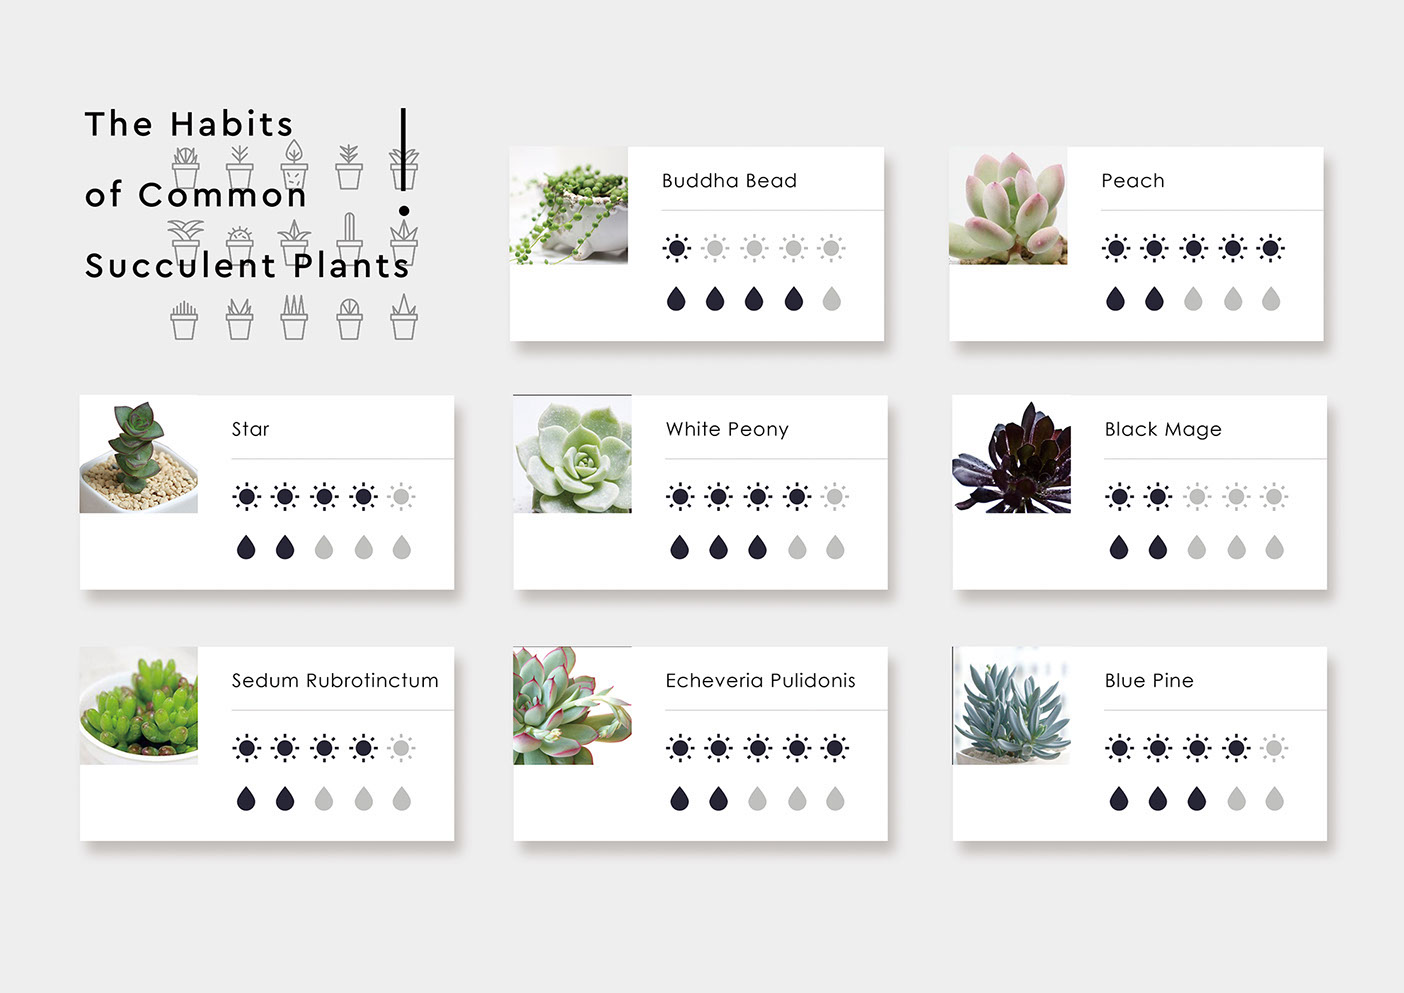 The Habits
of Common
Succulent Plants
Buddha Bead
Peach
Star
White Peony
Black Mage
Sedum Rubrotinctum
Echeveria Pulidonis
Blue Pine